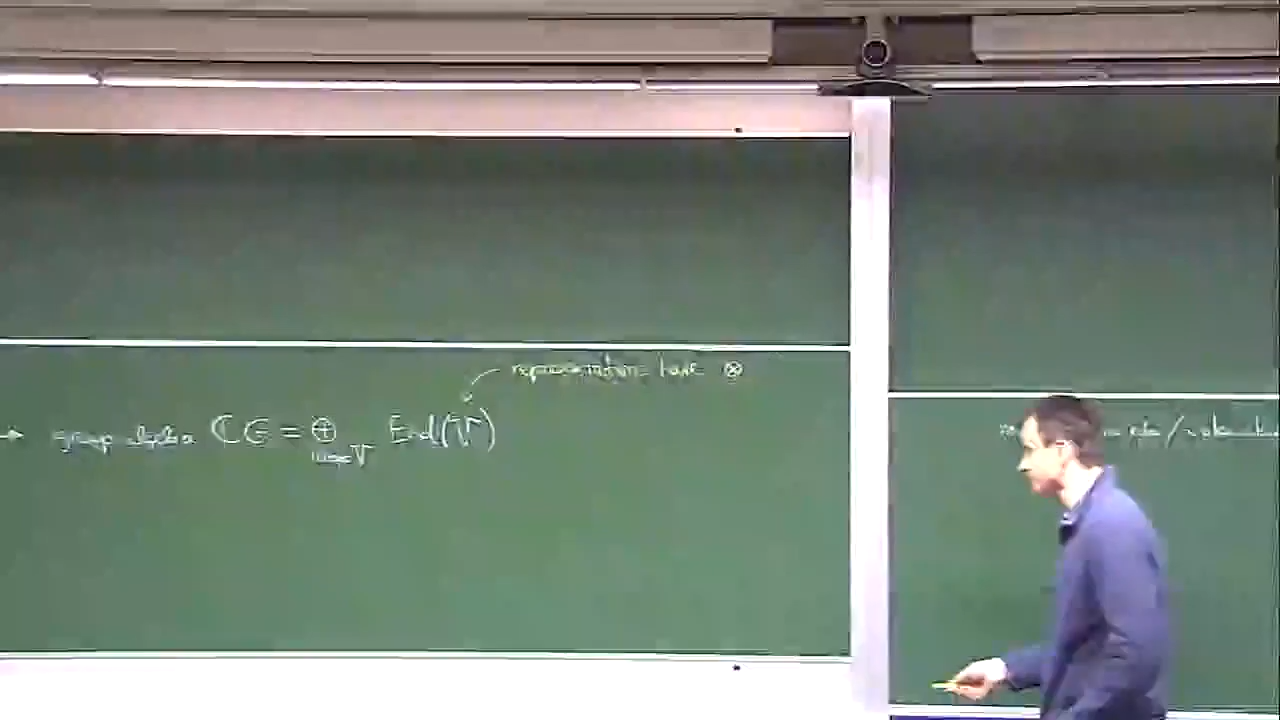 representations have ⊗
→ group algebra ℂG = ⊕ End(V)
irreps V